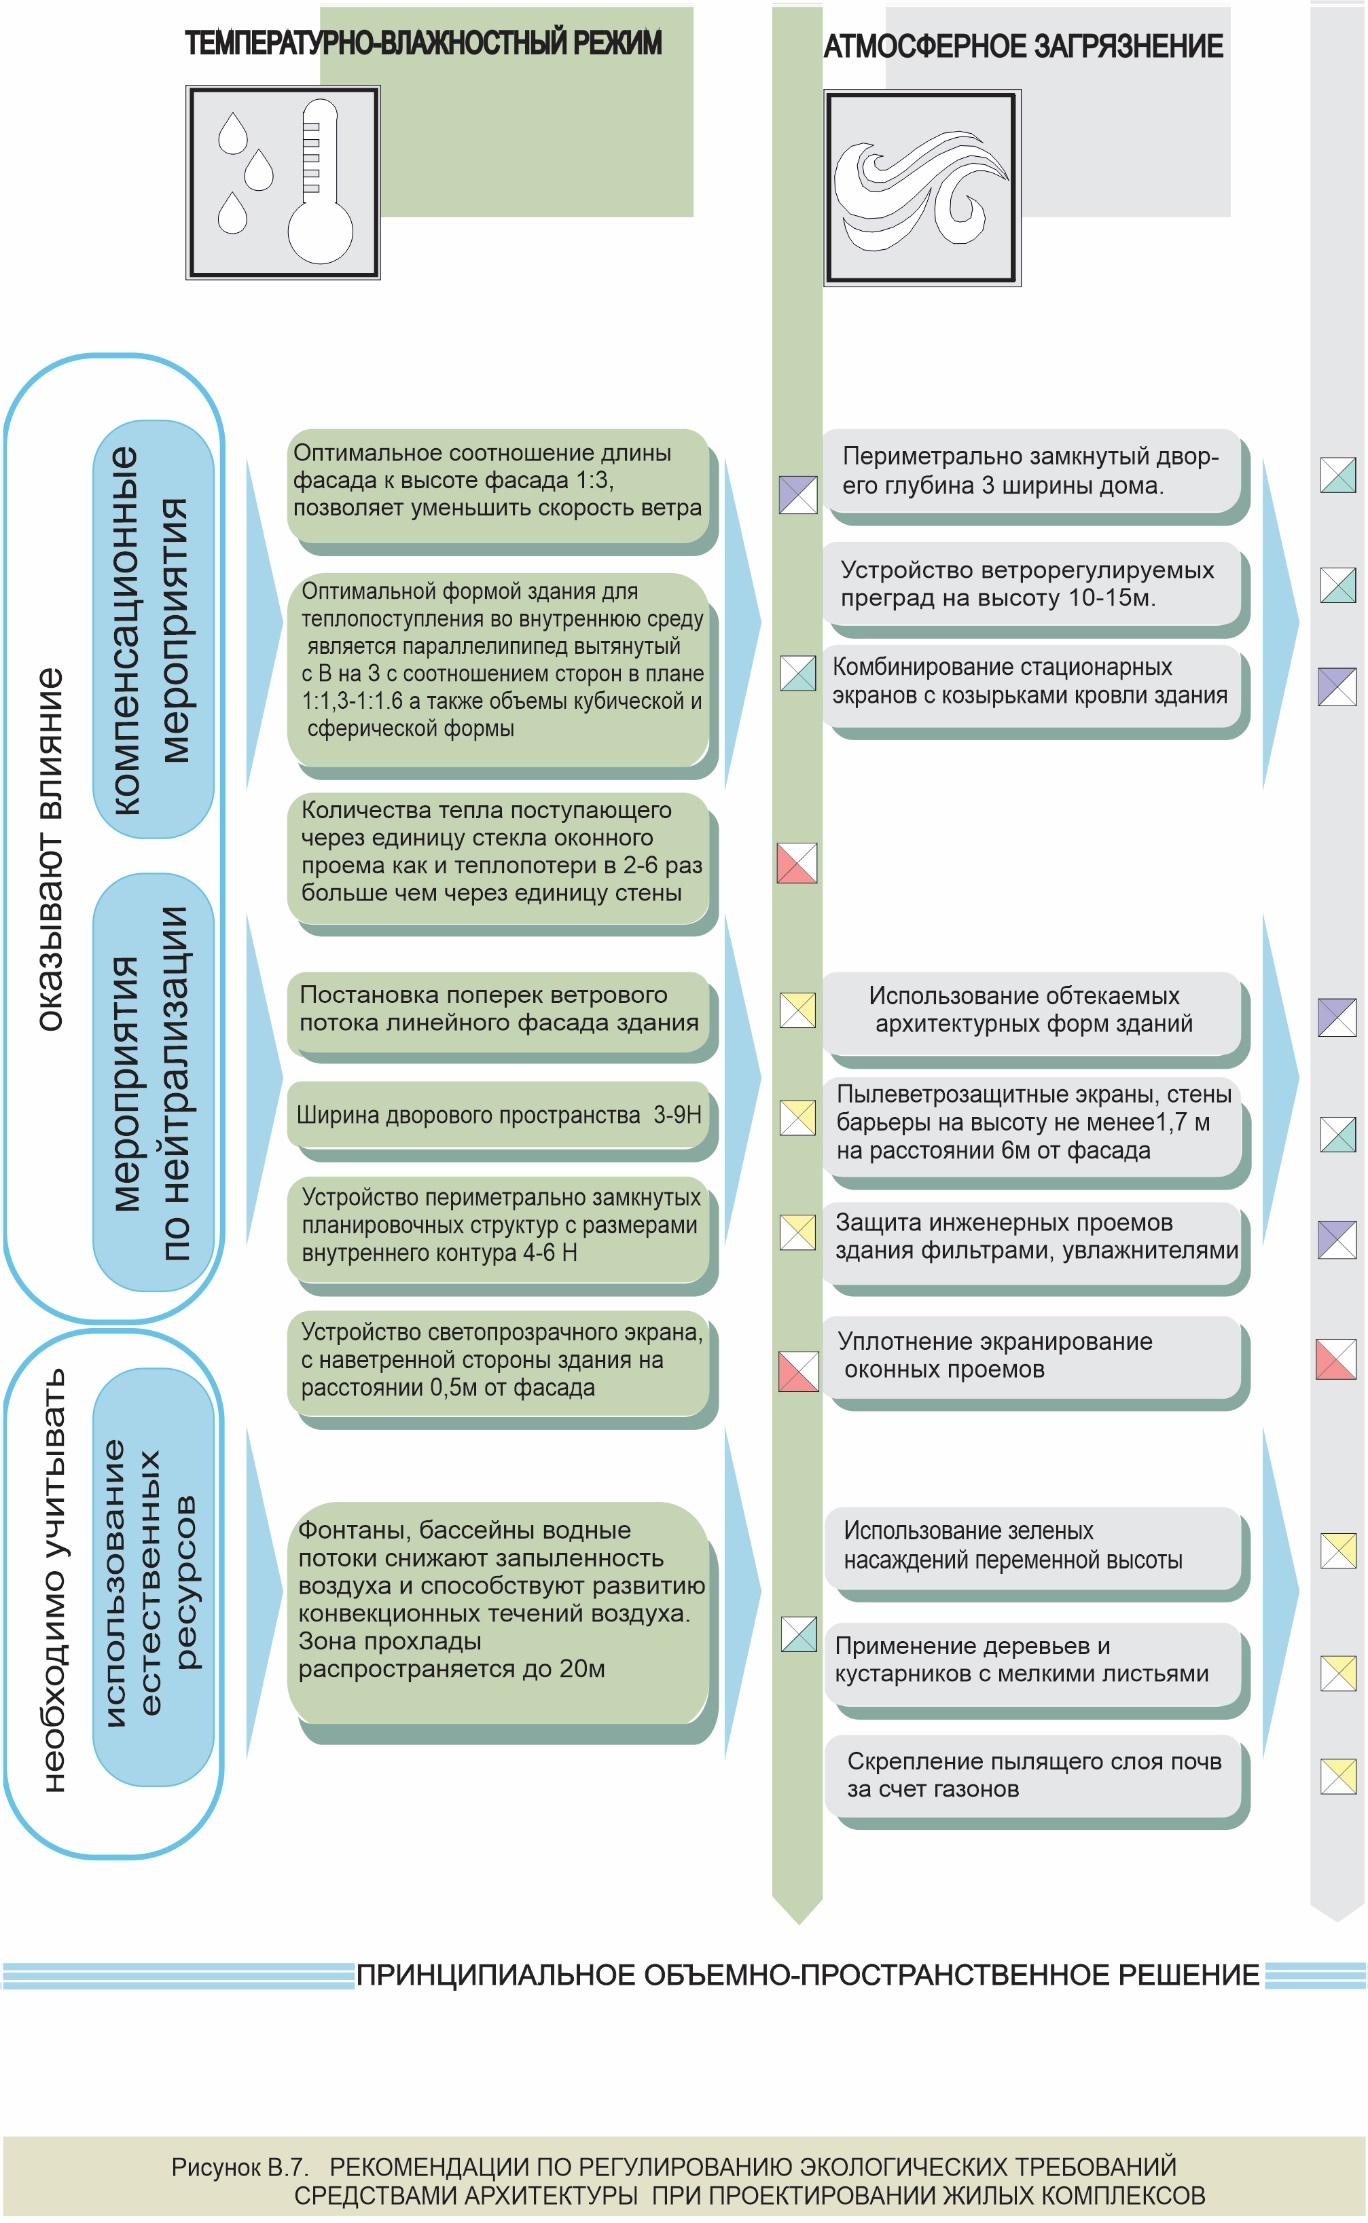 ТЕМПЕРАТУРНО-ВЛАЖНОСТНЫЙ РЕЖИМ
АТМОСФЕРНОЕ ЗАГРЯЗНЕНИЕ
оказывают влияние
компенсационные
мероприятия
Оптимальное соотношение длины
фасада к высоте фасада 1:3,
позволяет уменьшить скорость ветра
Оптимальной формой здания для
теплопоступления во внутреннюю среду
является параллелипипед вытянутый
с В на З с соотношением сторон в плане
1:1,3-1:1.6 а также объемы кубической и
сферической формы
Количества тепла поступающего
через единицу стекла оконного
проема как и теплопотери в 2-6 раз
больше чем через единицу стены
Периметрально замкнутый двор-
его глубина 3 ширины дома.
Устройство ветрорегулируемых
преград на высоту 10-15м.
Комбинирование стационарных
экранов с козырьками кровли здания
мероприятия
по нейтрализации
Постановка поперек ветрового
потока линейного фасада здания
Ширина дворового пространства 3-9Н
Устройство периметрально замкнутых
планировочных структур с размерами
внутреннего контура 4-6 Н
Устройство светопрозрачного экрана,
с наветренной стороны здания на
расстоянии 0,5м от фасада
Использование обтекаемых
архитектурных форм зданий
Пылеветрозащитные экраны, стены
барьеры на высоту не менее1,7 м
на расстоянии 6м от фасада
Защита инженерных проемов
здания фильтрами, увлажнителями
Уплотнение экранирование
оконных проемов
необходимо учитывать
использование
естественных
ресурсов
Фонтаны, бассейны водные
потоки снижают запыленность
воздуха и способствуют развитию
конвекционных течений воздуха.
Зона прохлады
распространяется до 20м
Использование зеленых
насаждений переменной высоты
Применение деревьев и
кустарников с мелкими листьями
Скрепление пылящего слоя почв
за счет газонов
ПРИНЦИПИАЛЬНОЕ ОБЪЕМНО-ПРОСТРАНСТВЕННОЕ РЕШЕНИЕ
Рисунок В.7. РЕКОМЕНДАЦИИ ПО РЕГУЛИРОВАНИЮ ЭКОЛОГИЧЕСКИХ ТРЕБОВАНИЙ
СРЕДСТВАМИ АРХИТЕКТУРЫ ПРИ ПРОЕКТИРОВАНИИ ЖИЛЫХ КОМПЛЕКСОВ